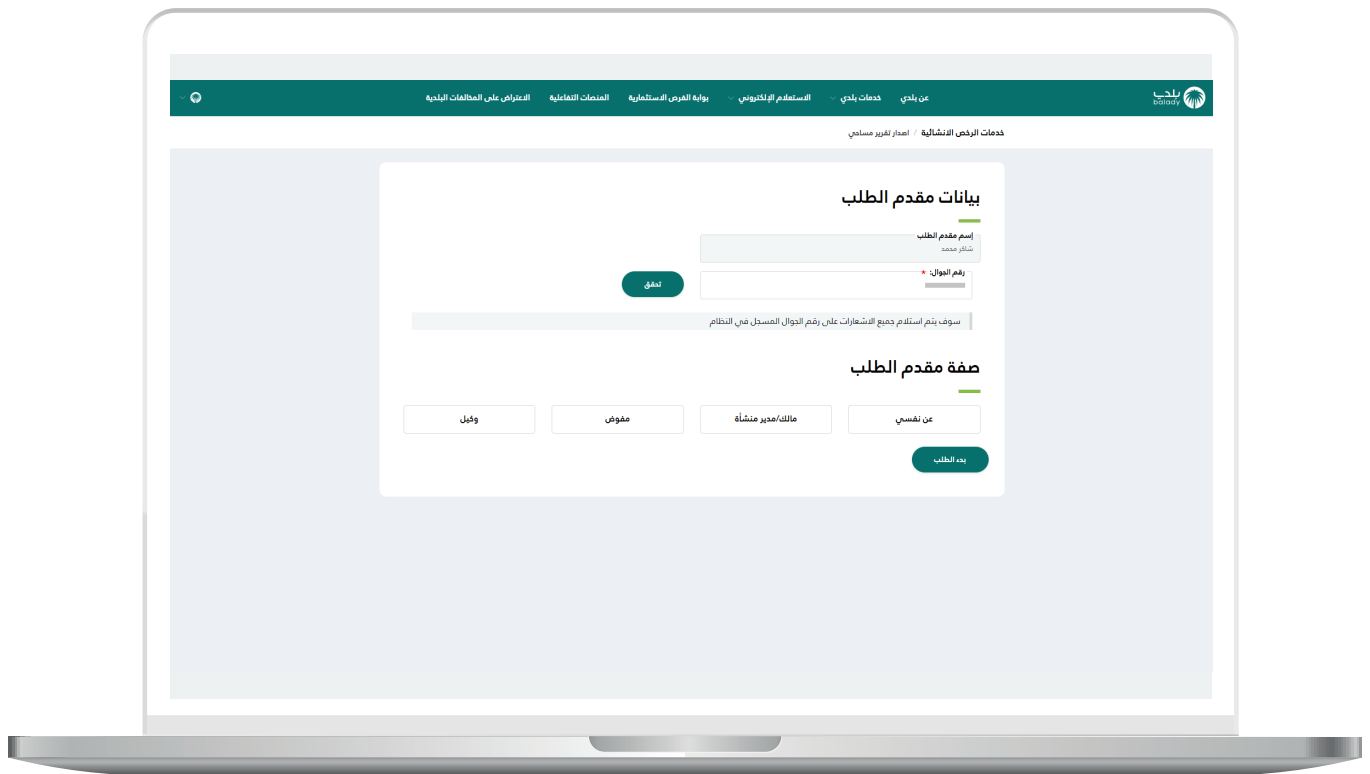 بلدي
balady
عن بلدي
خدمات بلدي
الاستعلام الإلكتروني
بوابة الفرص الاستثمارية
المنصات التفاعلية
الاعتراض على المخالفات البلدية
خدمات الرخص الانشائية / اصدار تقرير مساحي
بيانات مقدم الطلب
إسم مقدم الطلب
شاكر محمد
رقم الجوال: *
تحقق
سوف يتم استلام جميع الاشعارات على رقم الجوال المسجل في النظام
صفة مقدم الطلب
عن نفسي
مالك/مدير منشأة
مفوض
وكيل
بدء الطلب